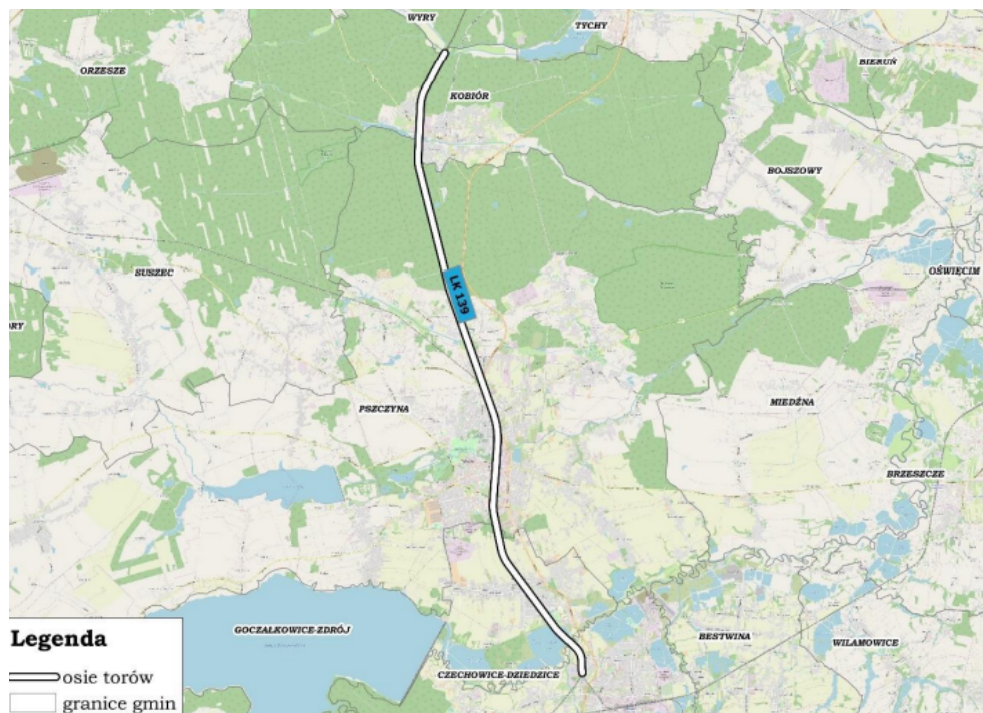 WYRY
TYCHY
BIERUŃ
ORZESZE
KOBIÓR
BOJSZOWY
SUSZEC
OŚWIĘCIM
LK 139
RY
PSZCZYNA
MIEDŹNA
BRZESZCZE
GOCZAŁKOWICE-ZDRÓJ
BESTWINA
WILAMOWICE
CZECHOWICE-DZIEDZICE
Legenda
osie torów
granice gmin